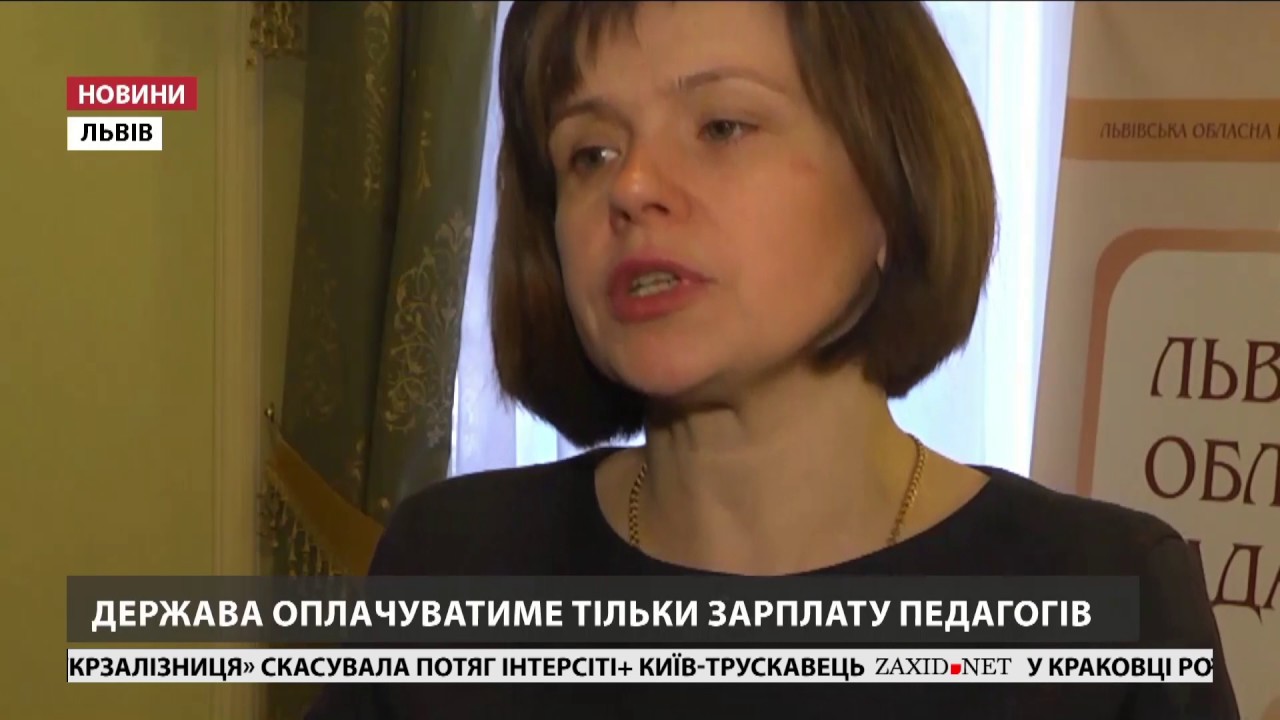 НОВИНИ
ЛЬВІВ
ЛЬВІВСЬКА ОБЛАСНА
ЛЬВ
ОБЛ
АДА
ДЕРЖАВА ОПЛАЧУВАТИМЕ ТІЛЬКИ ЗАРПЛАТУ ПЕДАГОГІВ
КРЗАЛІЗНИЦЯ» СКАСУВАЛА ПОТЯГ ІНТЕРСІТІ+ КИЇВ-ТРУСКАВЕЦЬ ZAXID.NET У КРАКОВЦІ РО